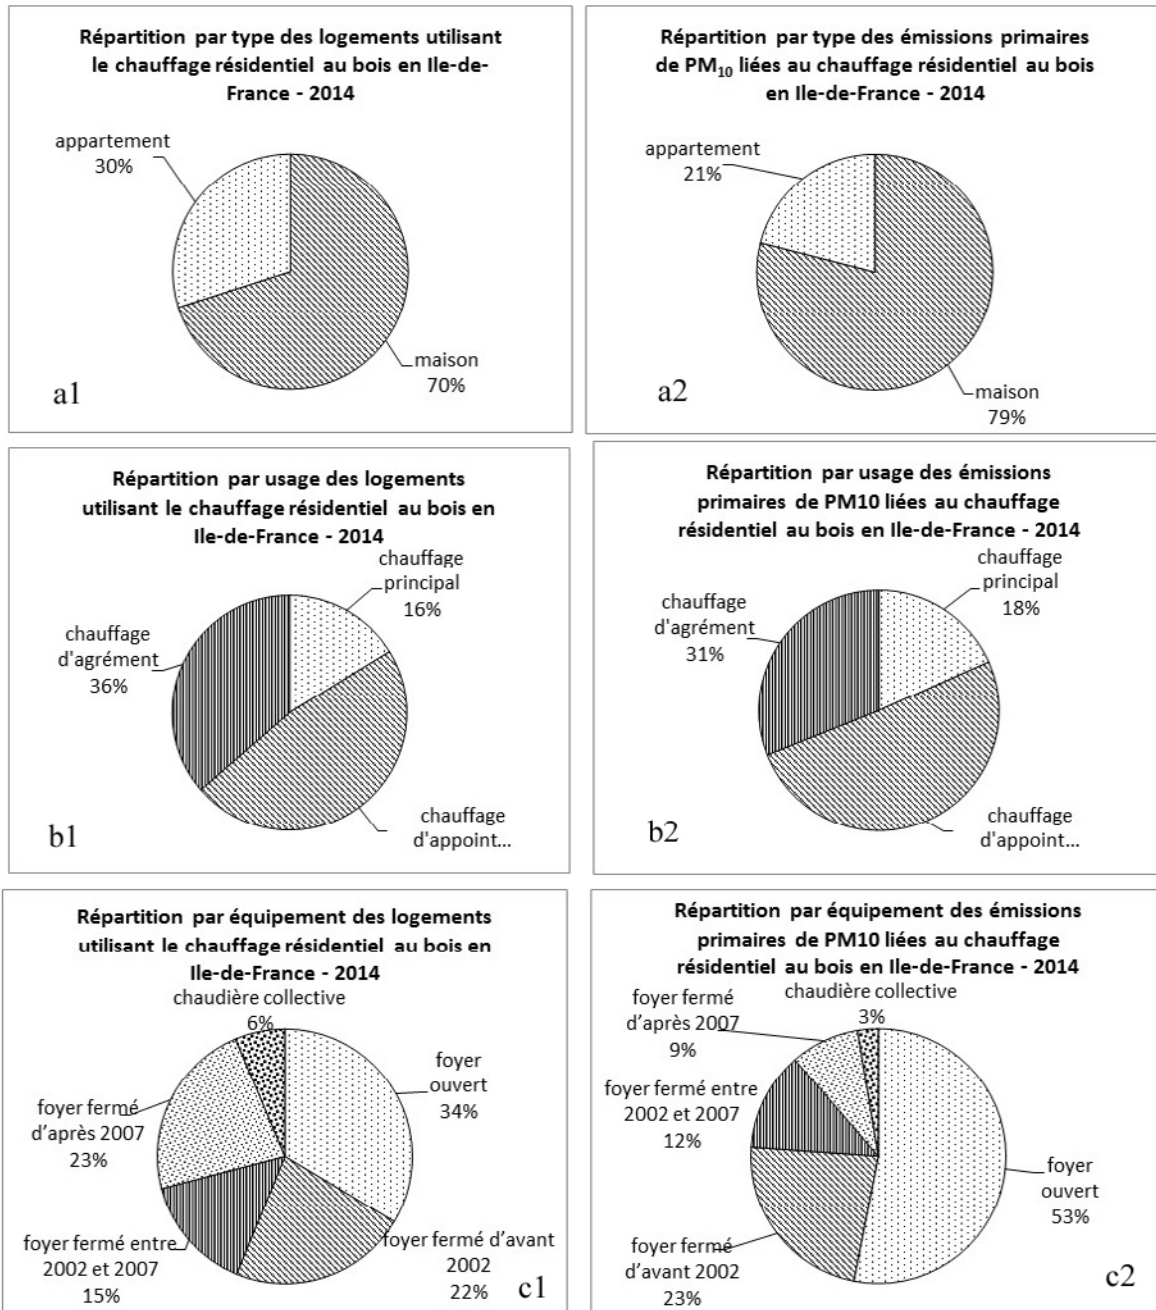 Répartition par type des logements utilisant
le chauffage résidentiel au bois en Ile-de-
France - 2014
appartement
30%
maison
70%
a1
Répartition par type des émissions primaires
de PM₁₀ liées au chauffage résidentiel au bois
en Ile-de-France - 2014
appartement
21%
maison
79%
a2
Répartition par usage des logements
utilisant le chauffage résidentiel au bois en
Ile-de-France - 2014
chauffage
principal
16%
chauffage
d'agrément
36%
chauffage
d'appoint...
b1
Répartition par usage des émissions
primaires de PM10 liées au chauffage
résidentiel au bois en Ile-de-France - 2014
chauffage
principal
18%
chauffage
d'agrément
31%
chauffage
d'appoint...
b2
Répartition par équipement des logements
utilisant le chauffage résidentiel au bois en
Ile-de-France - 2014
chaudière collective
6%
foyer
ouvert
34%
foyer fermé
d’après 2007
23%
foyer fermé entre
2002 et 2007
15%
foyer fermé d’avant
2002
22%
c1
Répartition par équipement des émissions
primaires de PM10 liées au chauffage
résidentiel au bois en Ile-de-France - 2014
chaudière collective
3%
foyer fermé
d’après 2007
9%
foyer fermé entre
2002 et 2007
12%
foyer
ouvert
53%
foyer fermé
d’avant 2002
23%
c2